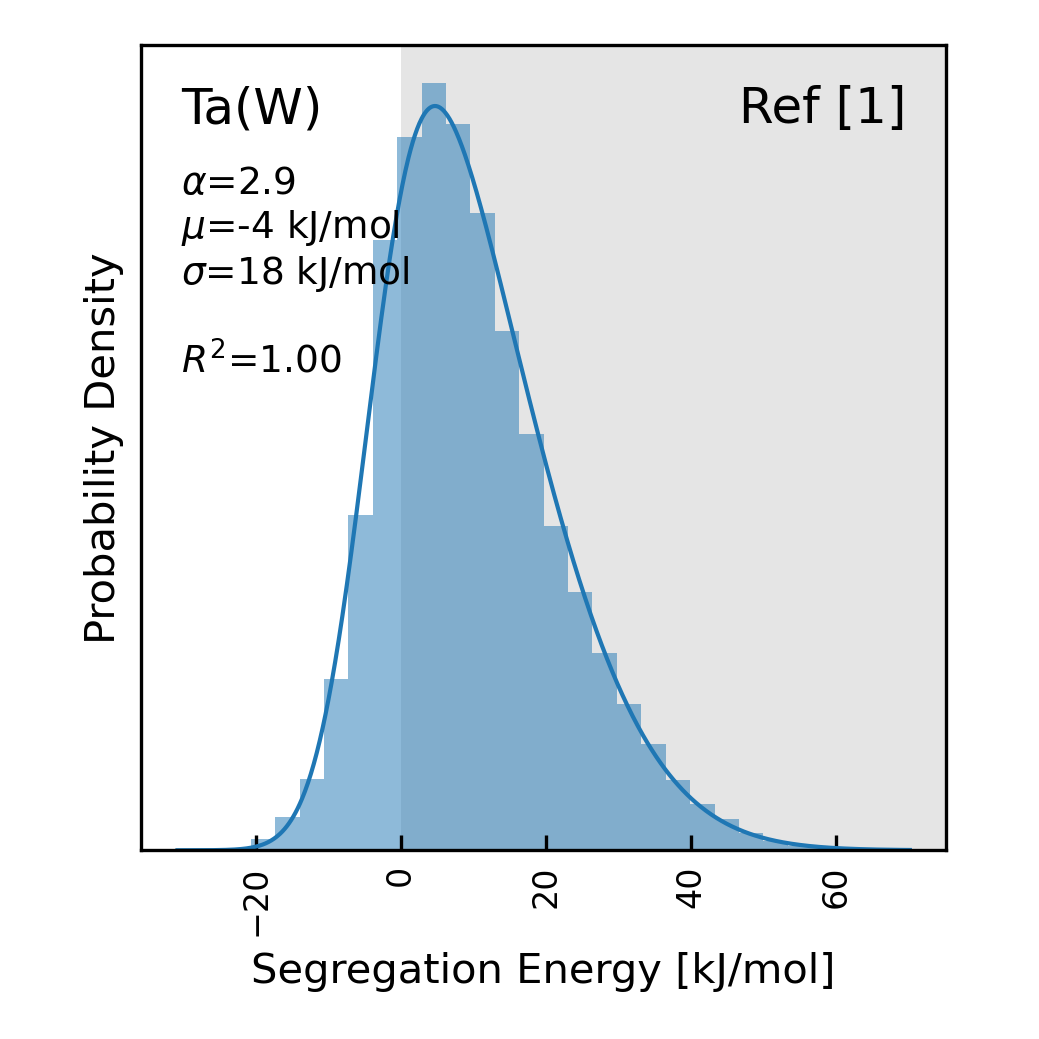 Ta(W)
Ref [1]
α=2.9
μ=-4 kJ/mol
σ=18 kJ/mol
R²=1.00
Probability Density
−20 0 20 40 60
Segregation Energy [kJ/mol]